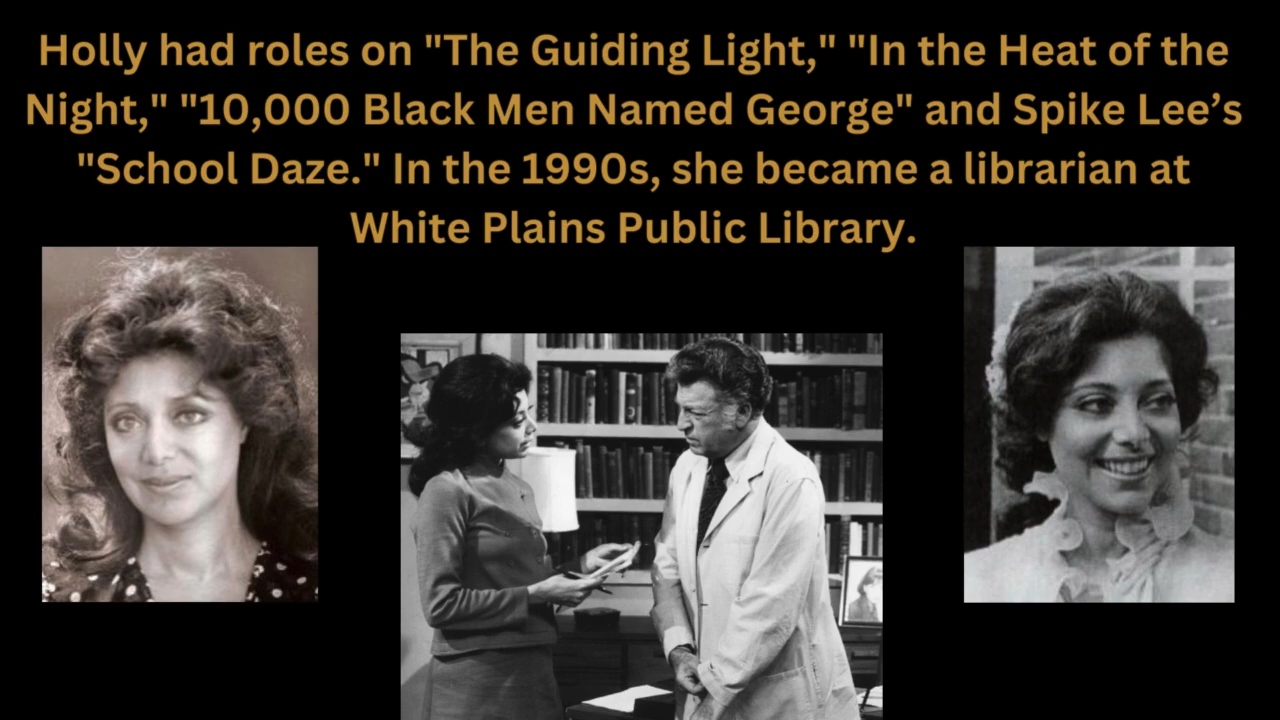 Holly had roles on "The Guiding Light," "In the Heat of the
Night," "10,000 Black Men Named George" and Spike Lee’s
"School Daze." In the 1990s, she became a librarian at
White Plains Public Library.